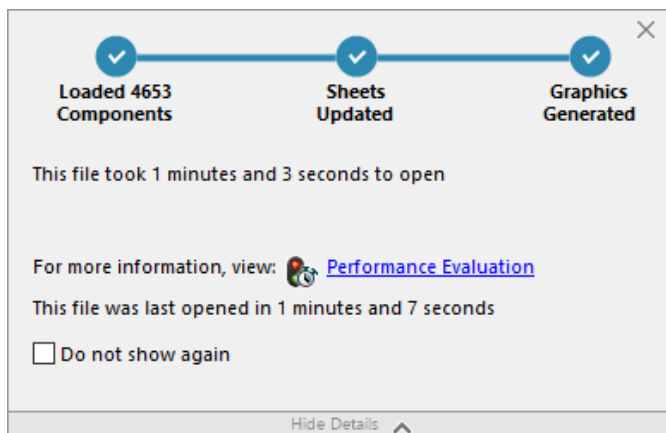 Loaded 4653
Components
Sheets
Updated
Graphics
Generated
This file took 1 minutes and 3 seconds to open
For more information, view: Performance Evaluation
This file was last opened in 1 minutes and 7 seconds
Do not show again
Hide Details